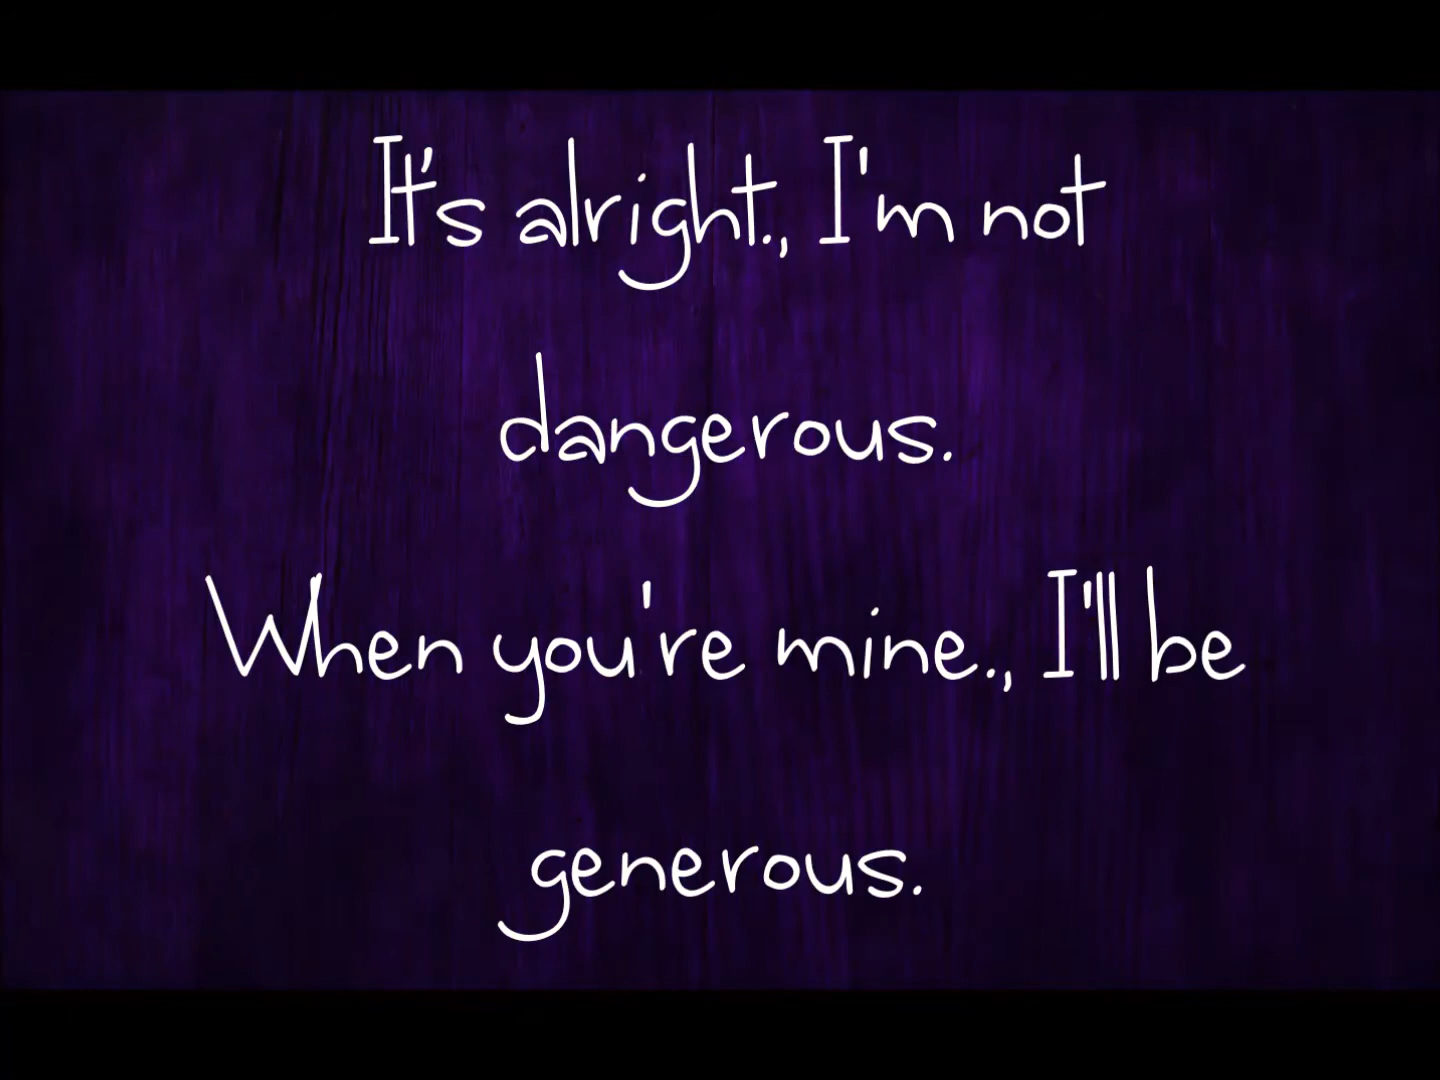 It's alright., I'm not
dangerous.
When you're mine., I'll be
generous.